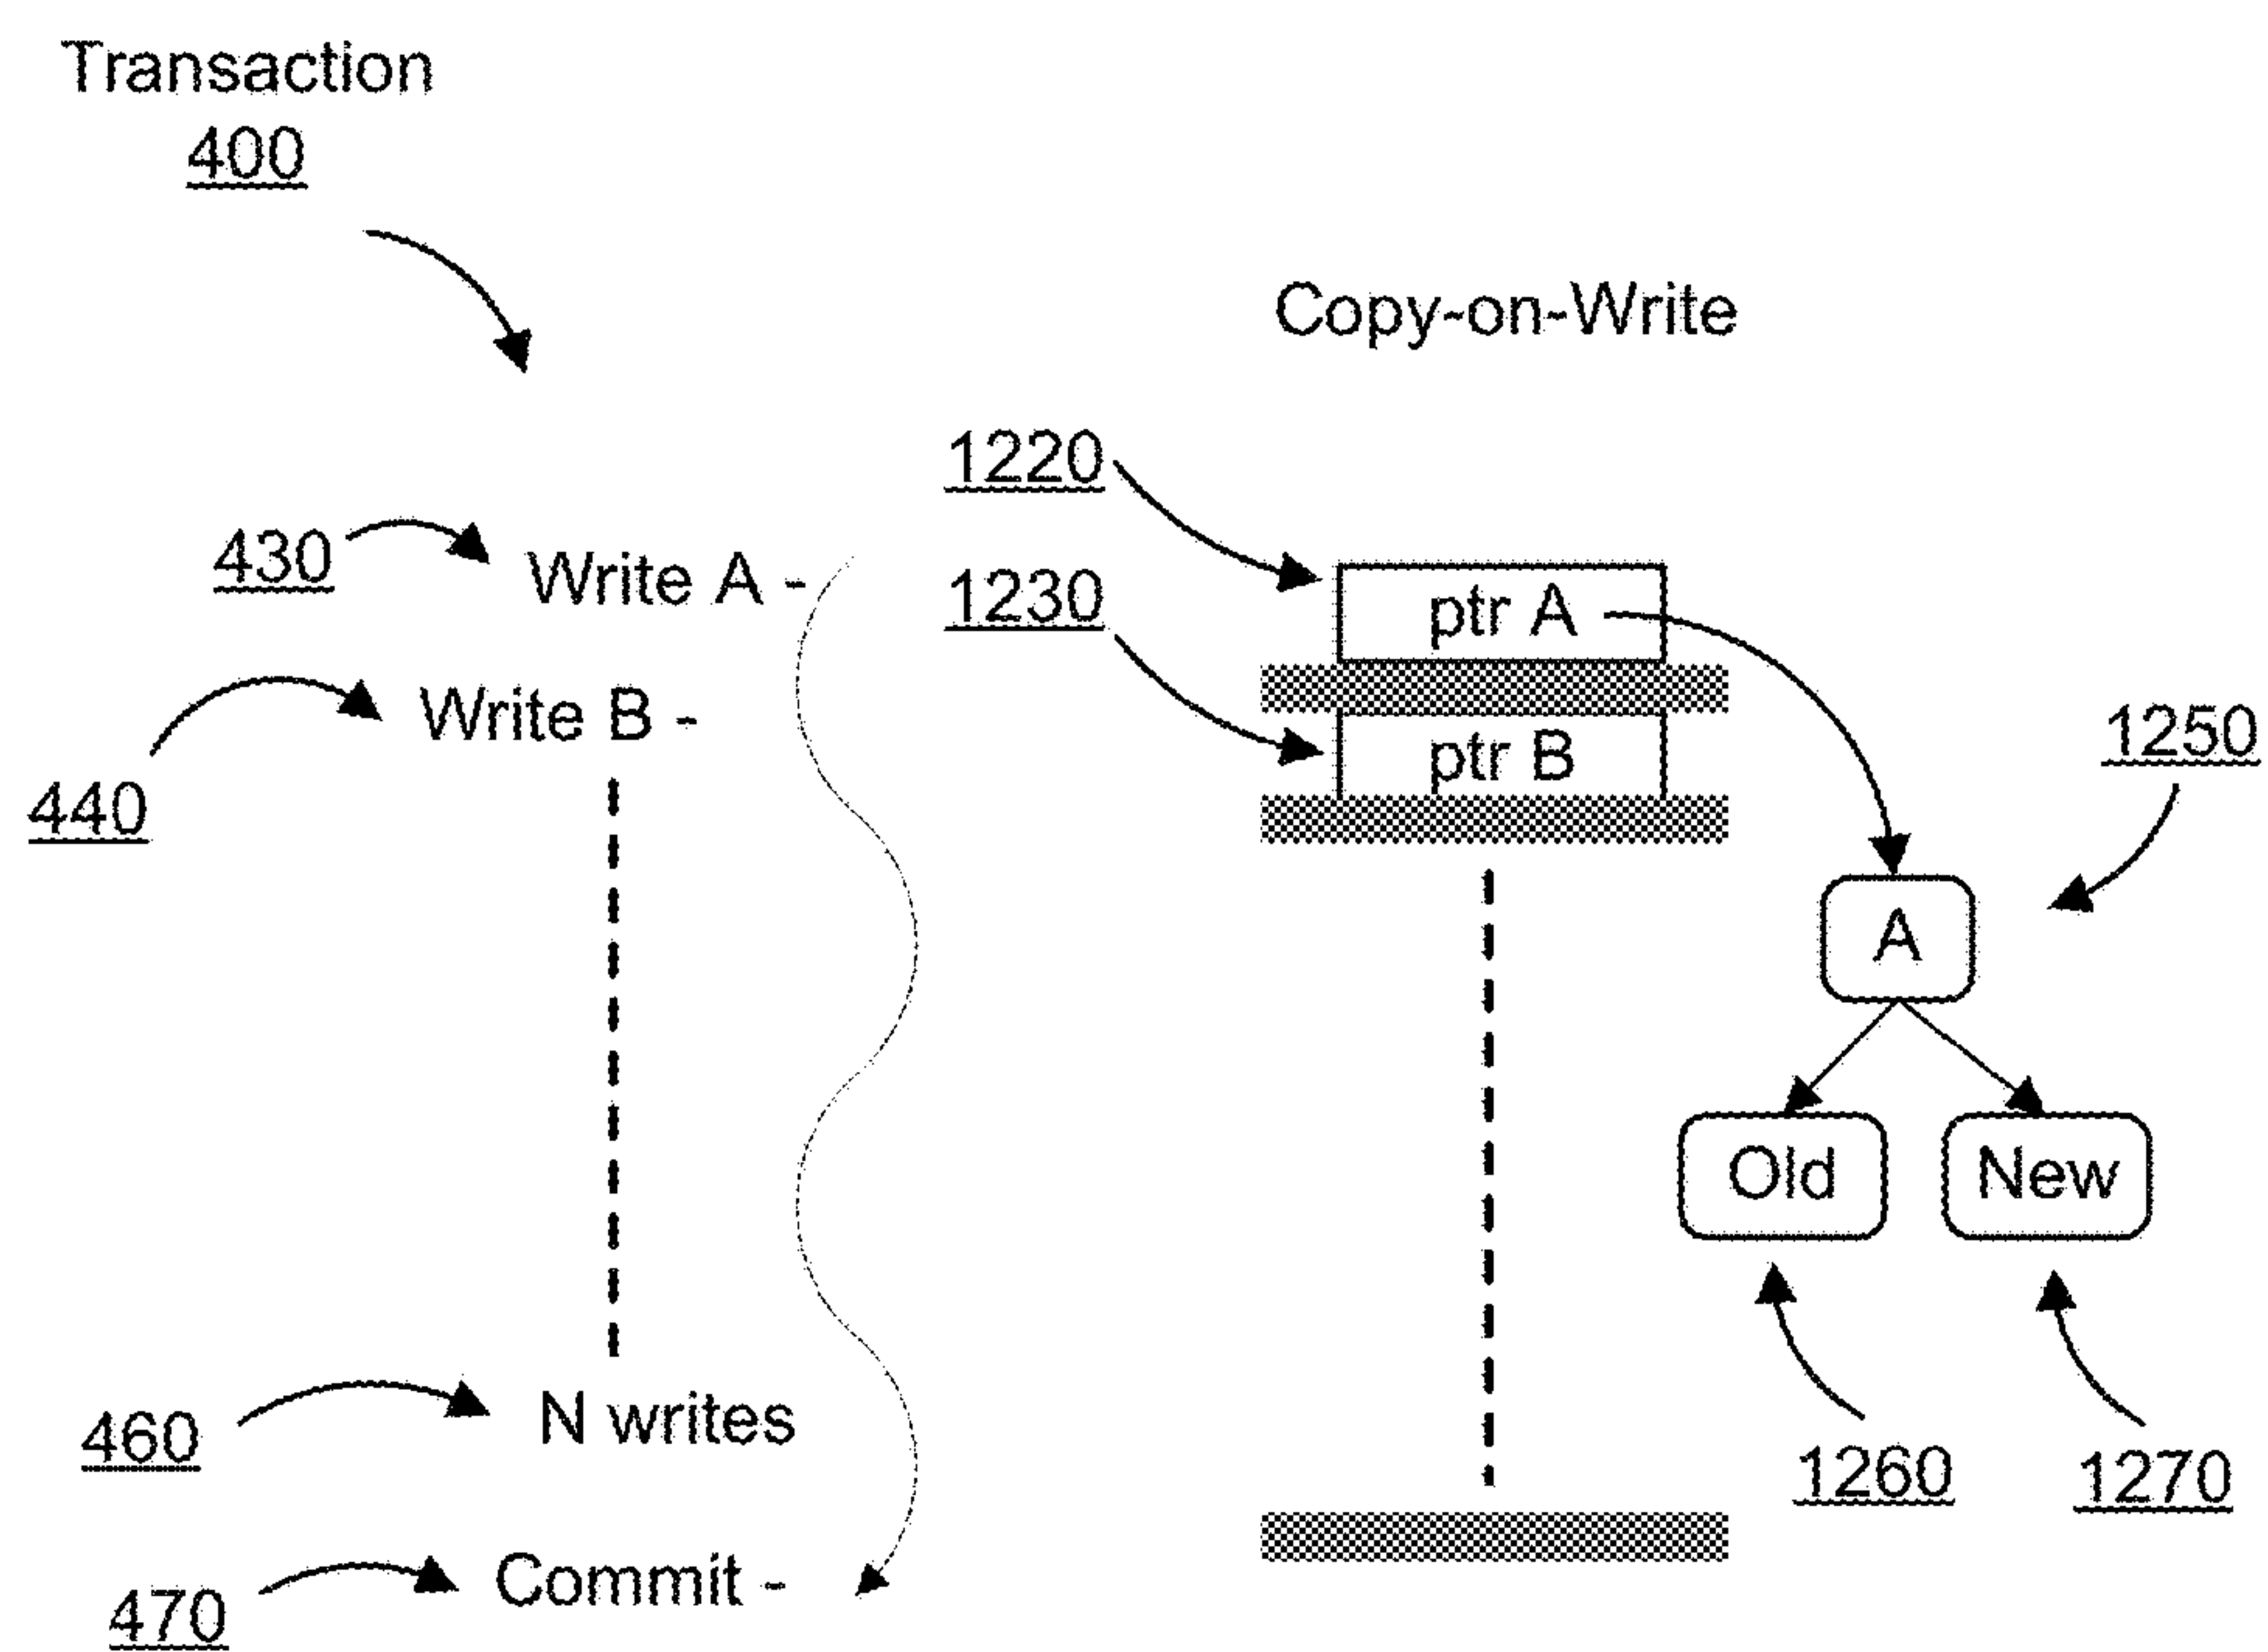 Transaction
400
Copy-on-Write
1220
430
Write A -
1230
ptr A
Write B -
ptr B
1250
440
A
Old
New
N writes
460
1260
1270
Commit -
470